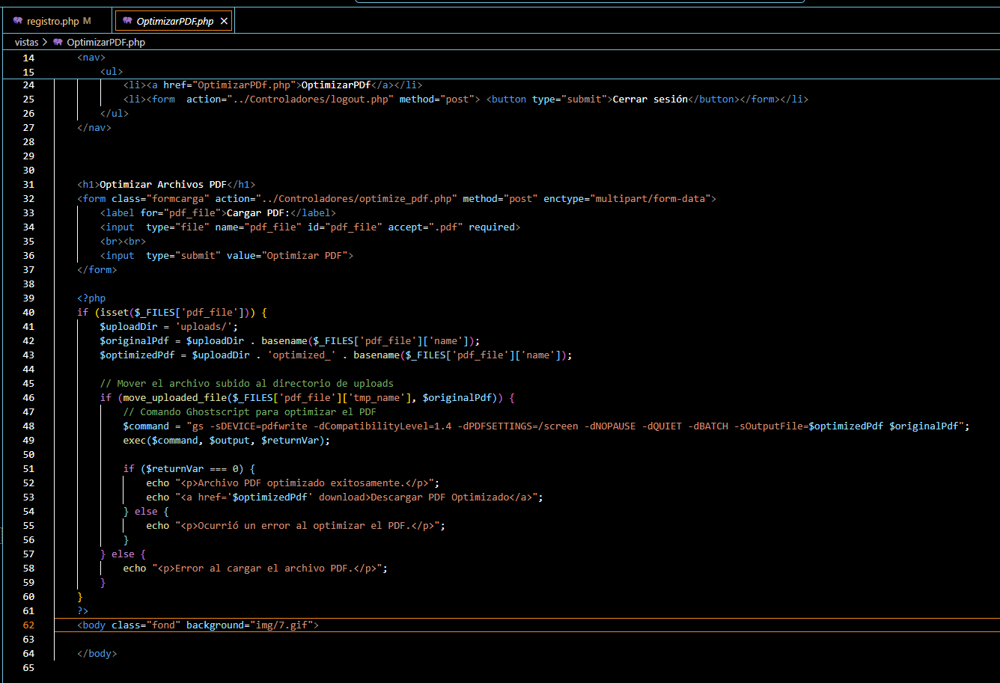 registro.php M
OptimizarPDF.php
vistas > OptimizarPDF.php
14 <nav>
15 <ul>
24 <li><a href="OptimizarPDf.php">OptimizarPDf</a></li>
25 <li><form  action="../Controladores/logout.php" method="post"> <button type="submit">Cerrar sesión</button></form></li>
26 </ul>
27 </nav>
28
29
30
31 <h1>Optimizar Archivos PDF</h1>
32 <form class="formcarga" action="../Controladores/optimize_pdf.php" method="post" enctype="multipart/form-data">
33 <label for="pdf_file">Cargar PDF:</label>
34 <input  type="file" name="pdf_file" id="pdf_file" accept=".pdf" required>
35 <br><br>
36 <input  type="submit" value="Optimizar PDF">
37 </form>
38
39 <?php
40 if (isset($_FILES['pdf_file'])) {
41 $uploadDir = 'uploads/';
42 $originalPdf = $uploadDir . basename($_FILES['pdf_file']['name']);
43 $optimizedPdf = $uploadDir . 'optimized_' . basename($_FILES['pdf_file']['name']);
44
45 // Mover el archivo subido al directorio de uploads
46 if (move_uploaded_file($_FILES['pdf_file']['tmp_name'], $originalPdf)) {
47 // Comando Ghostscript para optimizar el PDF
48 $command = "gs -sDEVICE=pdfwrite -dCompatibilityLevel=1.4 -dPDFSETTINGS=/screen -dNOPAUSE -dQUIET -dBATCH -sOutputFile=$optimizedPdf $originalPdf";
49 exec($command, $output, $returnVar);
50
51 if ($returnVar === 0) {
52 echo "<p>Archivo PDF optimizado exitosamente.</p>";
53 echo "<a href='$optimizedPdf' download>Descargar PDF Optimizado</a>";
54 } else {
55 echo "<p>Ocurrió un error al optimizar el PDF.</p>";
56 }
57 } else {
58 echo "<p>Error al cargar el archivo PDF.</p>";
59 }
60 }
61 ?>
62 <body class="fond" background="img/7.gif">
63
64 </body>
65